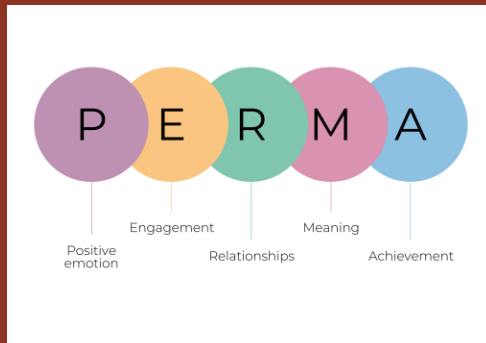 P E R M A
Engagement
Meaning
Positive
emotion
Relationships
Achievement